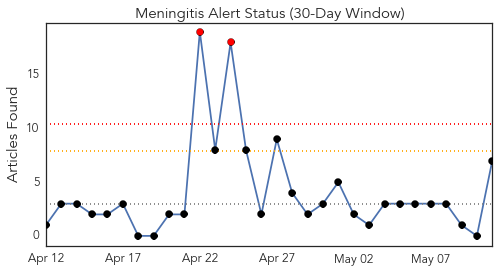 Meningitis Alert Status (30-Day Window)
Articles Found
15
10
5
0
Apr 12 Apr 17 Apr 22 Apr 27 May 02 May 07